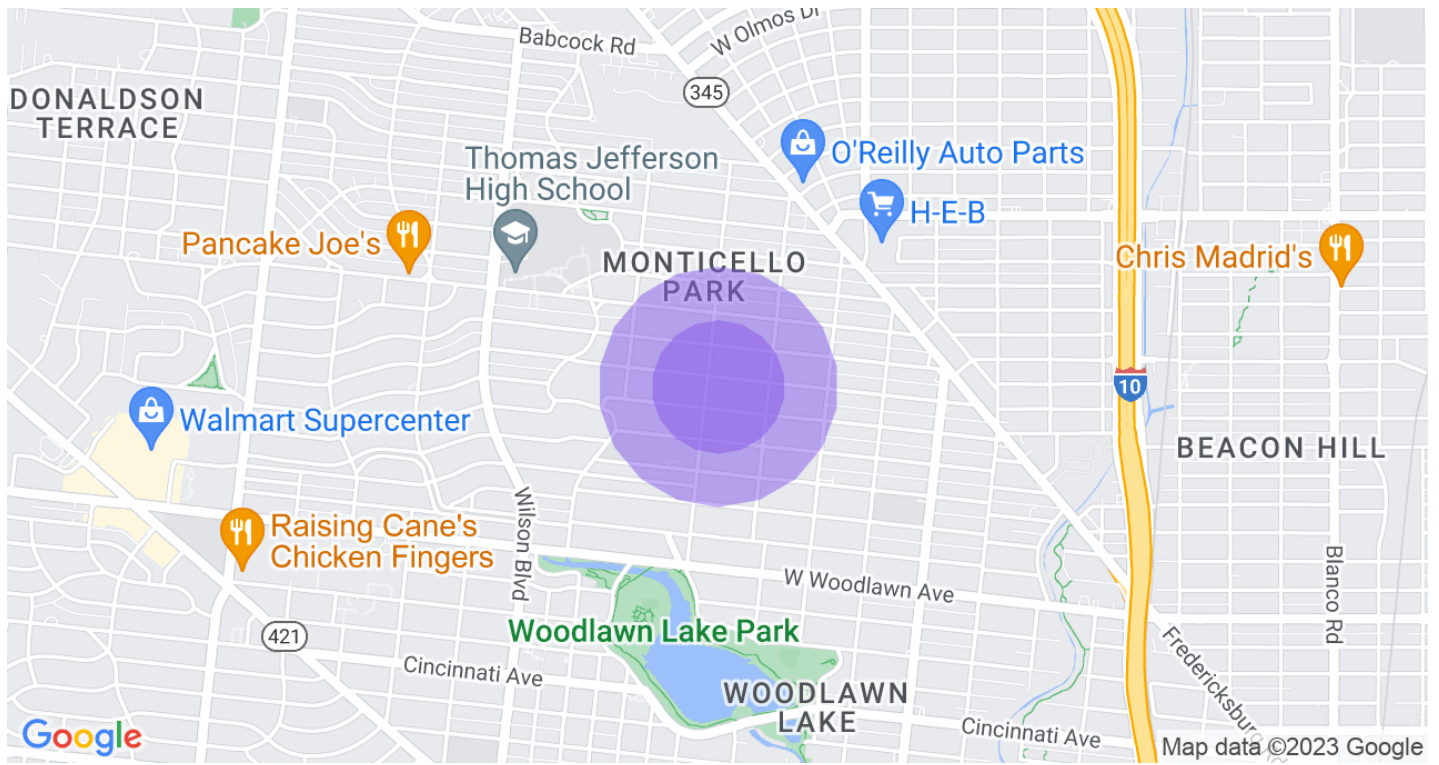 Babcock Rd
W Olmos Dr
DONALDSON
TERRACE
345
Thomas Jefferson
High School
O'Reilly Auto Parts
H-E-B
Pancake Joe's
MONTICELLO
PARK
Chris Madrid's
10
Walmart Supercenter
BEACON HILL
Wilson Blvd
Raising Cane's
Chicken Fingers
Blanco Rd
W Woodlawn Ave
Woodlawn Lake Park
421
Cincinnati Ave
Fredericksburg
WOODLAWN
LAKE
Cincinnati Ave
Google
Map data ©2023 Google